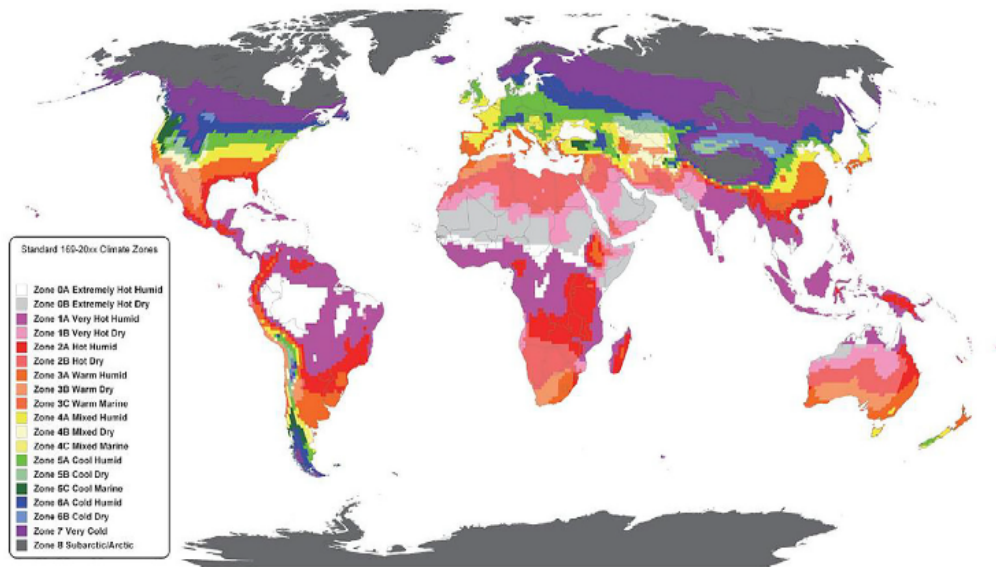 Standard 169-20xx Climate Zones
Zone 0A Extremely Hot Humid
Zone 0B Extremely Hot Dry
Zone 1A Very Hot Humid
Zone 1B Very Hot Dry
Zone 2A Hot Humid
Zone 2B Hot Dry
Zone 3A Warm Humid
Zone 3B Warm Dry
Zone 3C Warm Marine
Zone 4A Mixed Humid
Zone 4B Mixed Dry
Zone 4C Mixed Marine
Zone 5A Cool Humid
Zone 5B Cool Dry
Zone 5C Cool Marine
Zone 6A Cold Humid
Zone 6B Cold Dry
Zone 7 Very Cold
Zone 8 Subarctic/Arctic